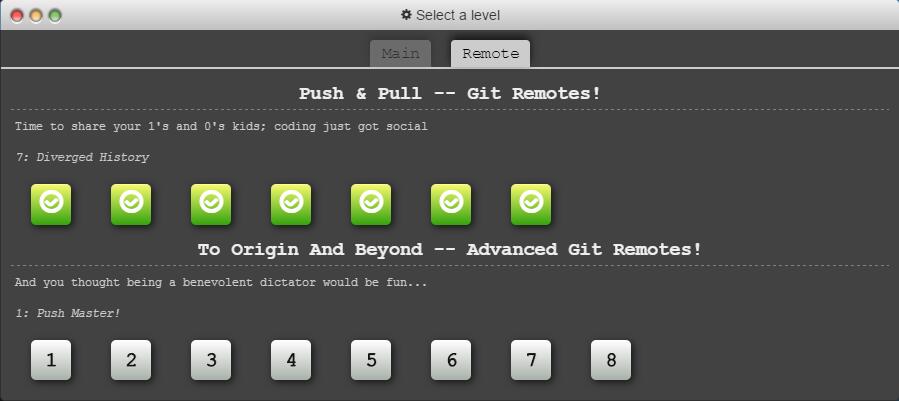 Select a level
Main Remote
Push & Pull -- Git Remotes!
Time to share your 1's and 0's kids; coding just got social
7: Diverged History
To Origin And Beyond -- Advanced Git Remotes!
And you thought being a benevolent dictator would be fun...
1: Push Master!
1 2 3 4 5 6 7 8